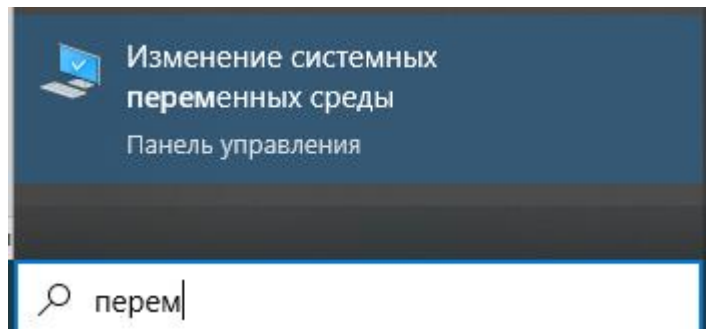 Изменение системных
переменных среды
Панель управления
перем